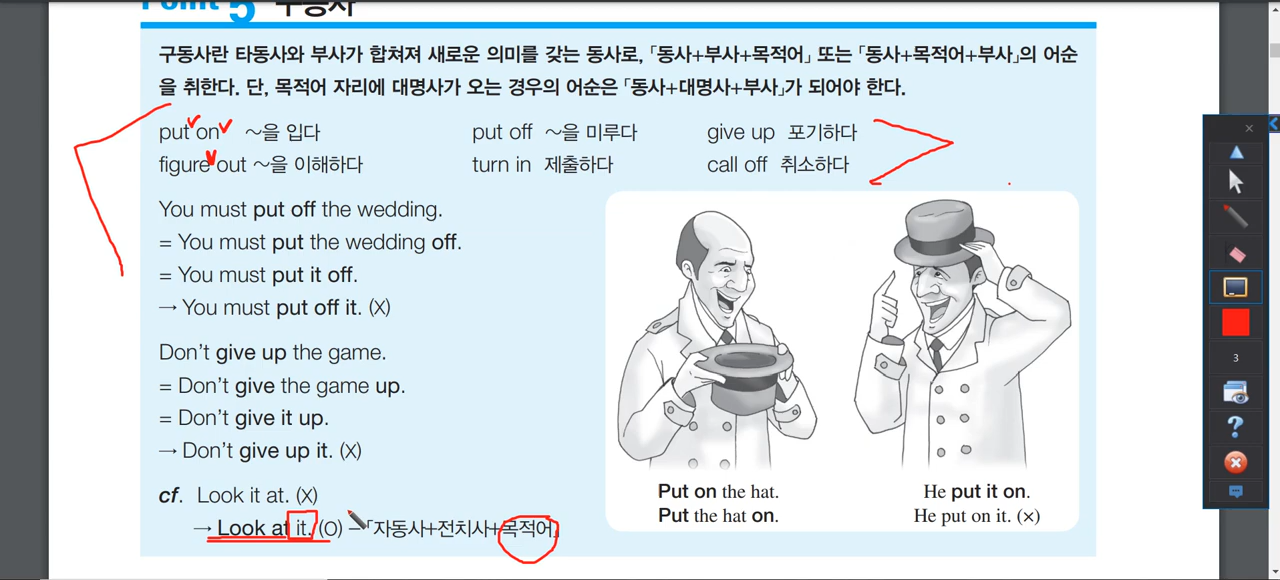 Point 5 구동사
구동사란 타동사와 부사가 합쳐져 새로운 의미를 갖는 동사로, 「동사+부사+목적어」 또는 「동사+목적어+부사」의 어순
을 취한다. 단, 목적어 자리에 대명사가 오는 경우의 어순은 「동사+대명사+부사」가 되어야 한다.
put on ～을 입다 put off ～을 미루다 give up 포기하다
figure out ～을 이해하다 turn in 제출하다 call off 취소하다
You must put off the wedding.
= You must put the wedding off.
= You must put it off.
→ You must put off it. (X)
Don't give up the game.
= Don't give the game up.
= Don't give it up.
→ Don't give up it. (X)
cf. Look it at. (X)
→ Look at it. (O) – 「자동사+전치사+목적어」
Put on the hat.
Put the hat on.
He put it on.
He put on it. (×)
3